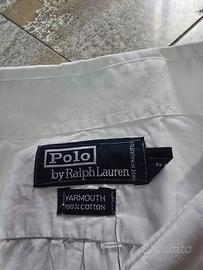 Polo
by Ralph Lauren
YARMOUTH
100% COTTON
subito